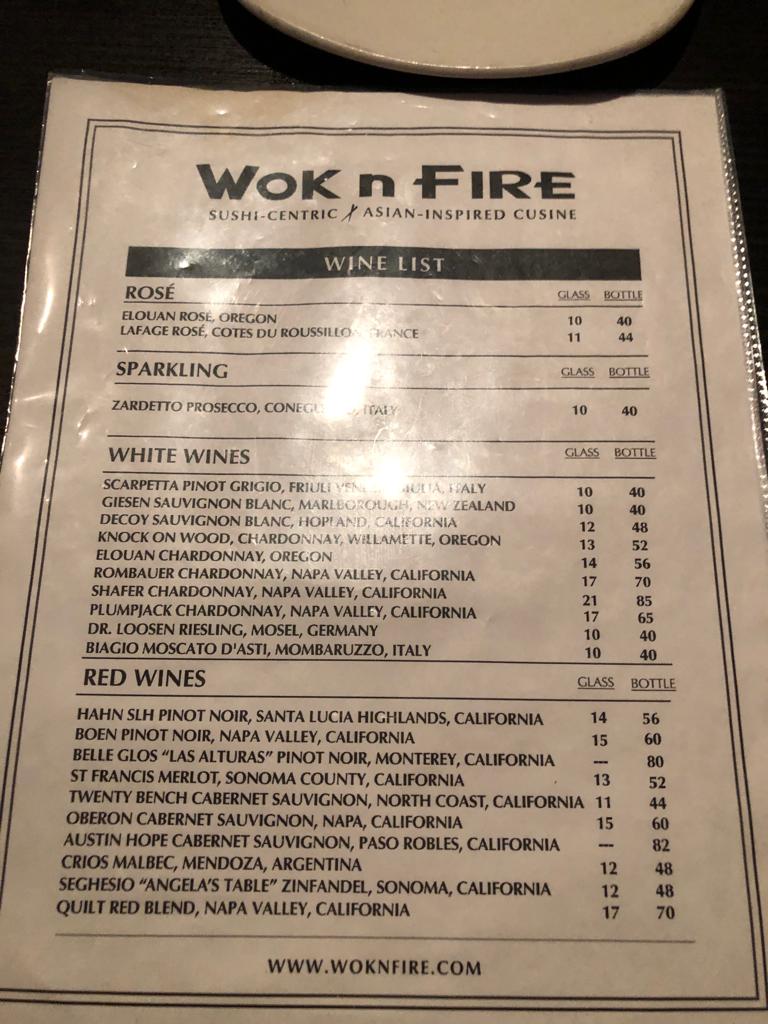 WOK n FIRE
SUSHI-CENTRIC ASIAN-INSPIRED CUSINE
WINE LIST
ROSÉ GLASS BOTTLE
ELOUAN ROSE, OREGON 10 40
LAFAGE ROSÉ, COTES DU ROUSSILLO FRANCE 11 44
SPARKLING GLASS BOTTLE
ZARDETTO PROSECCO, ITALY 10 40
WHITE WINES GLASS BOTTLE
SCARPETTA PINOT GRIGIO, FRIULI ITALY 10 40
GIESEN SAUVIGNON BLANC, MARLBOROUGH, NEW ZEALAND 10 40
DECOY SAUVIGNON BLANC, HOPLAND, CALIFORNIA 12 48
KNOCK ON WOOD, CHARDONNAY, WILLAMETTE, OREGON 13 52
ELOUAN CHARDONNAY, OREGON 14 56
ROMBAUER CHARDONNAY, NAPA VALLEY, CALIFORNIA 17 70
SHAFER CHARDONNAY, NAPA VALLEY, CALIFORNIA 21 85
PLUMPJACK CHARDONNAY, NAPA VALLEY, CALIFORNIA 17 65
DR. LOOSEN RIESLING, MOSEL, GERMANY 10 40
BIAGIO MOSCATO D'ASTI, MOMBARUZZO, ITALY 10 40
RED WINES GLASS BOTTLE
HAHN SLH PINOT NOIR, SANTA LUCIA HIGHLANDS, CALIFORNIA 14 56
BOEN PINOT NOIR, NAPA VALLEY, CALIFORNIA 15 60
BELLE GLOS “LAS ALTURAS” PINOT NOIR, MONTEREY, CALIFORNIA --- 80
ST FRANCIS MERLOT, SONOMA COUNTY, CALIFORNIA 13 52
TWENTY BENCH CABERNET SAUVIGNON, NORTH COAST, CALIFORNIA 11 44
OBERON CABERNET SAUVIGNON, NAPA, CALIFORNIA 15 60
AUSTIN HOPE CABERNET SAUVIGNON, PASO ROBLES, CALIFORNIA --- 82
CRIOS MALBEC, MENDOZA, ARGENTINA 12 48
SEGHESIO “ANGELA'S TABLE” ZINFANDEL, SONOMA, CALIFORNIA 12 48
QUILT RED BLEND, NAPA VALLEY, CALIFORNIA 17 70
WWW.WOKNFIRE.COM